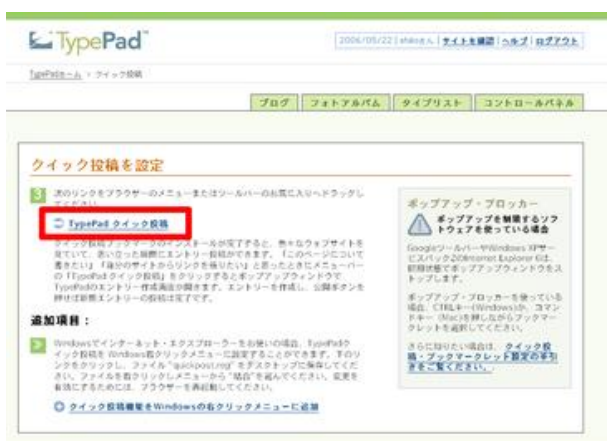 TypePad
2006/05/22 | サイトを確認 | ヘルプ | ログアウト
TypePadホーム > クイック投稿
ブログ フォトアルバム タイプリスト コントロールパネル
クイック投稿を設定
3 次のリンクをブラウザーのメニューまたはツールバーのお気に入りへドラッグし
てください。
TypePad クイック投稿
クイック投稿ブックマークのインストールが完了すると、色々なウェブサイトを
見ていて、思い立った瞬間にエントリー投稿ができます。「このページについて
書きたい」「自分のサイトからリンクを張りたい」と思ったときにメニューバー
の「TypePad クイック投稿」をクリックするとポップアップウィンドウで
TypePadのエントリー作成画面が開きます。エントリーを作成し、公開ボタンを
押せば新規エントリーの投稿は完了です。
追加項目：
Windowsでインターネット・エクスプローラーをお使いの場合、TypePadク
イック投稿を Windows右クリックメニューに設定することができます。下のリ
ンクをクリックし、ファイル "quickpost.reg" をデスクトップに保存してくだ
さい。ファイルを右クリックしメニューから "結合"を選んでください。変更を
有効にするためには、ブラウザーを再起動してください。
クイック投稿機能をWindowsの右クリックメニューに追加
ポップアップ・ブロッカー
ポップアップを制限するソフ
トウェアを使っている場合
GoogleツールバーやWindows XPサー
ビスパック2のInternet Explorer 6は、
初期状態でポップアップウィンドウをス
トップします。
ポップアップ・ブロッカーを使っている
場合、CTRLキー(Windows)か、コマン
ドキー (Mac)を押しながらブックマー
クレットを選択してください。
さらに知りたい場合は、クイック投
稿・ブックマークレット設定の手引
きをご覧ください。